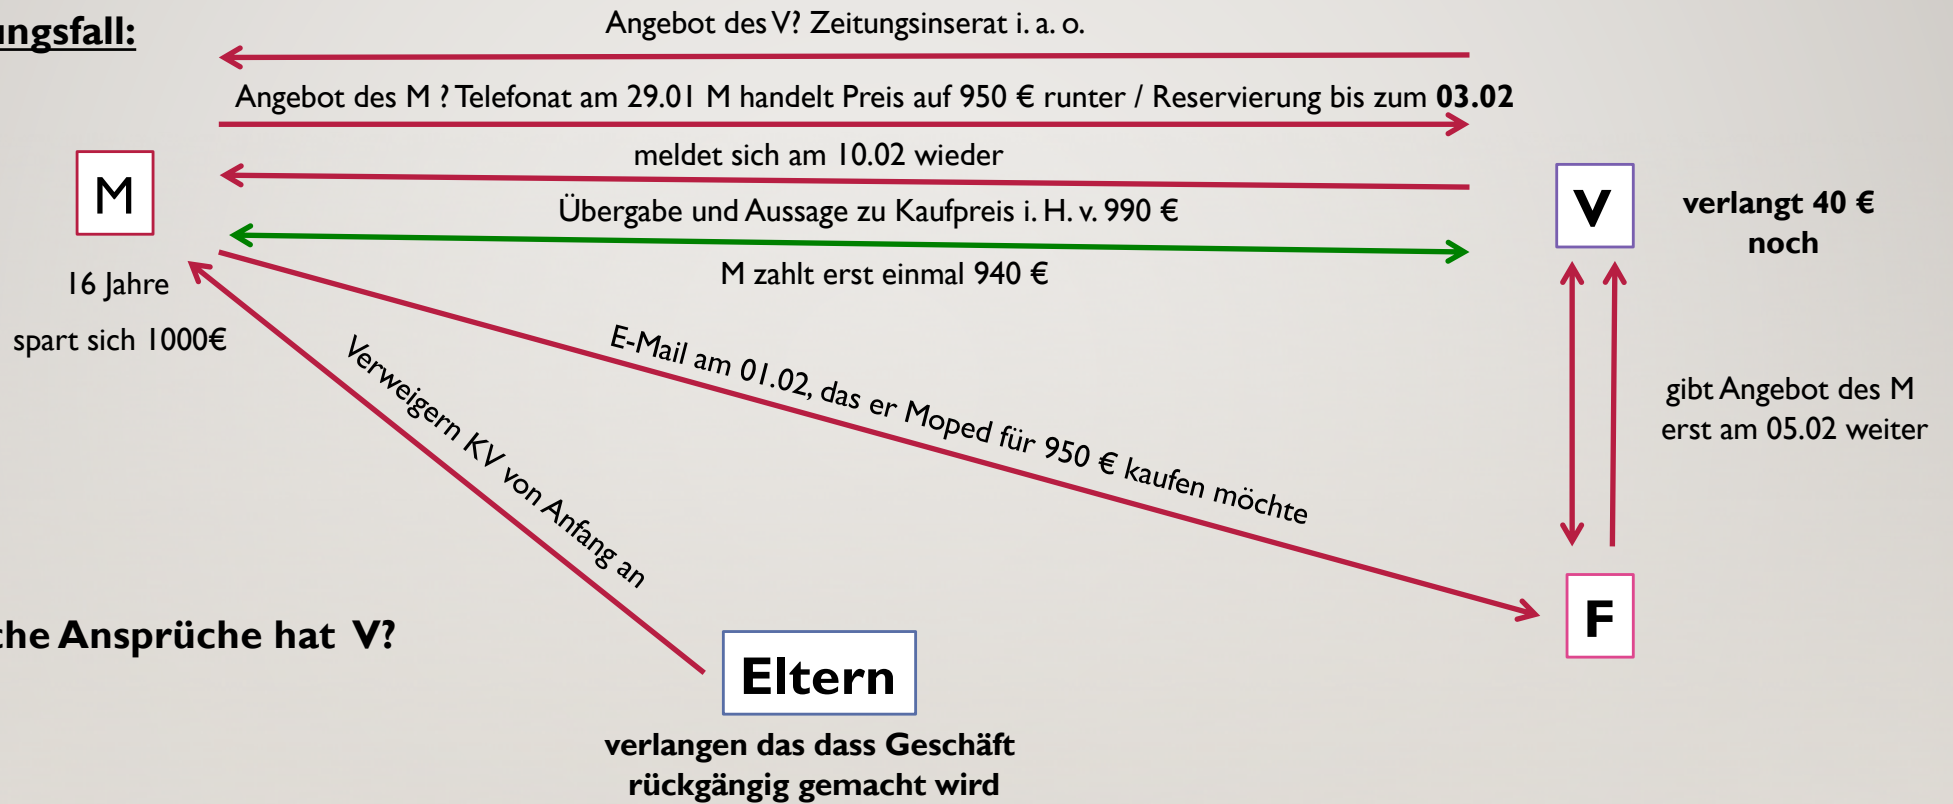 Angebot des V? Zeitungsinserat i. a. o.
ungsfall:
Angebot des M ? Telefonat am 29.01 M handelt Preis auf 950 € runter / Reservierung bis zum 03.02
meldet sich am 10.02 wieder
M
V
verlangt 40 €
noch
Übergabe und Aussage zu Kaufpreis i. H. v. 990 €
M zahlt erst einmal 940 €
16 Jahre
spart sich 1000€
Verweigern KV von Anfang an
E-Mail am 01.02, das er Moped für 950 € kaufen möchte
gibt Angebot des M
erst am 05.02 weiter
F
che Ansprüche hat V?
Eltern
verlangen das dass Geschäft
rückgängig gemacht wird